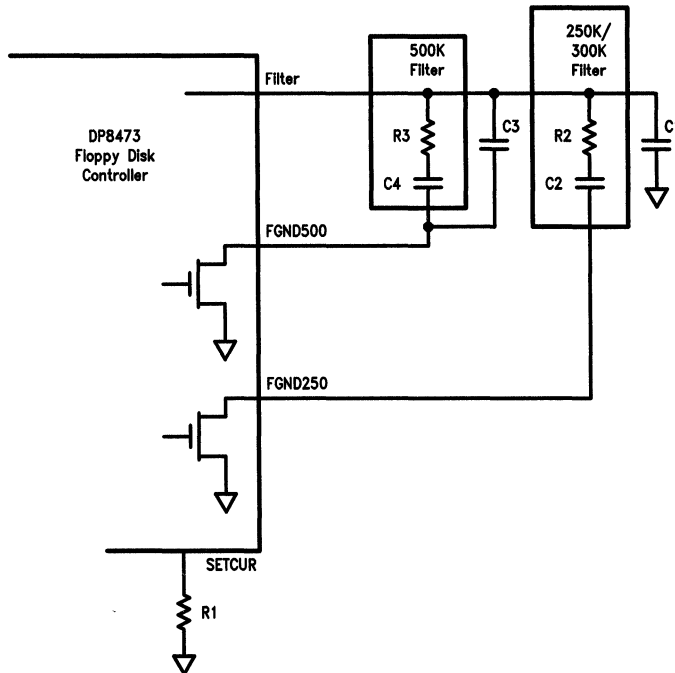 500K
Filter
250K/
300K
Filter
Filter
DP8473
Floppy Disk
Controller
R3
C3
R2
C
C4
C2
FGND500
FGND250
SETCUR
R1